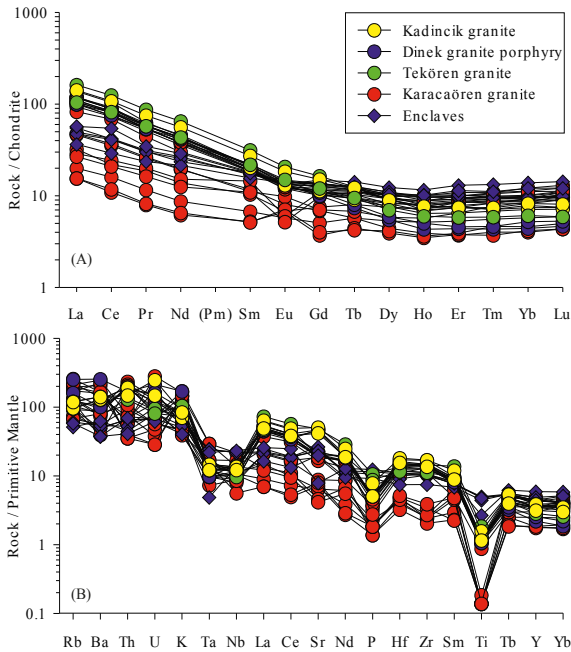 1000
100
10
1
Rock / Chondrite
Kadincik granite
Dinek granite porphyry
Tekören granite
Karacaören granite
Enclaves
(A)
La Ce Pr Nd (Pm) Sm Eu Gd Tb Dy Ho Er Tm Yb Lu
1000
100
10
1
0.1
Rock / Primitive Mantle
(B)
Rb Ba Th U K Ta Nb La Ce Sr Nd P Hf Zr Sm Ti Tb Y Yb